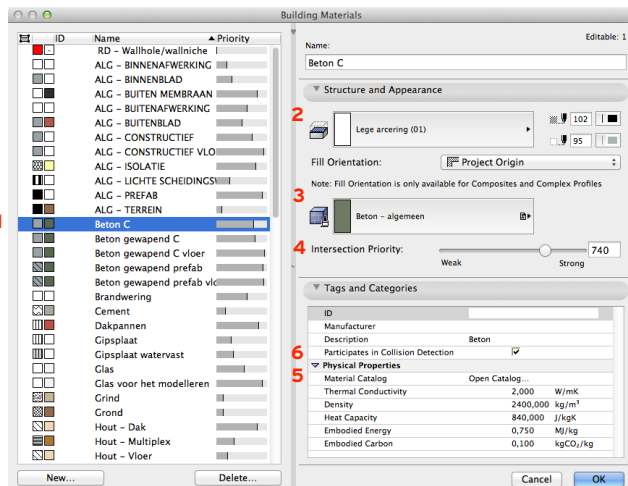 Building Materials
ID Name Priority
RD - Wallhole/wallniche
ALG - BINNENAFWERKING
ALG - BINNENBLAD
ALG - BUITEN MEMBRAAN
ALG - BUITENAFWERKING
ALG - BUITENBLAD
ALG - CONSTRUCTIEF
ALG - CONSTRUCTIEF VLO
ALG - ISOLATIE
ALG - LICHTE SCHEIDINGSV
ALG - PREFAB
ALG - TERREIN
Beton C
Beton gewapend C
Beton gewapend C vloer
Beton gewapend prefab
Beton gewapend prefab vlo
Brandwering
Cement
Dakpannen
Gipsplaat
Gipsplaat watervast
Glas
Glas voor het modelleren
Grind
Grond
Hout - Dak
Hout - Multiplex
Hout - Vloer
New...
Delete...
Editable: 1
Name:
Beton C
Structure and Appearance
2
Lege arcering (01)
102
95
Fill Orientation:
Project Origin
Note: Fill Orientation is only available for Composites and Complex Profiles
3
Beton - algemeen
4
Intersection Priority:
740
Weak
Strong
Tags and Categories
ID
Manufacturer
Description Beton
6
Participates in Collision Detection
5
Physical Properties
Material Catalog Open Catalog...
Thermal Conductivity 2,000 W/mK
Density 2400,000 kg/m³
Heat Capacity 840,000 J/kgK
Embodied Energy 0,750 MJ/kg
Embodied Carbon 0,100 kgCO₂/kg
Cancel
OK